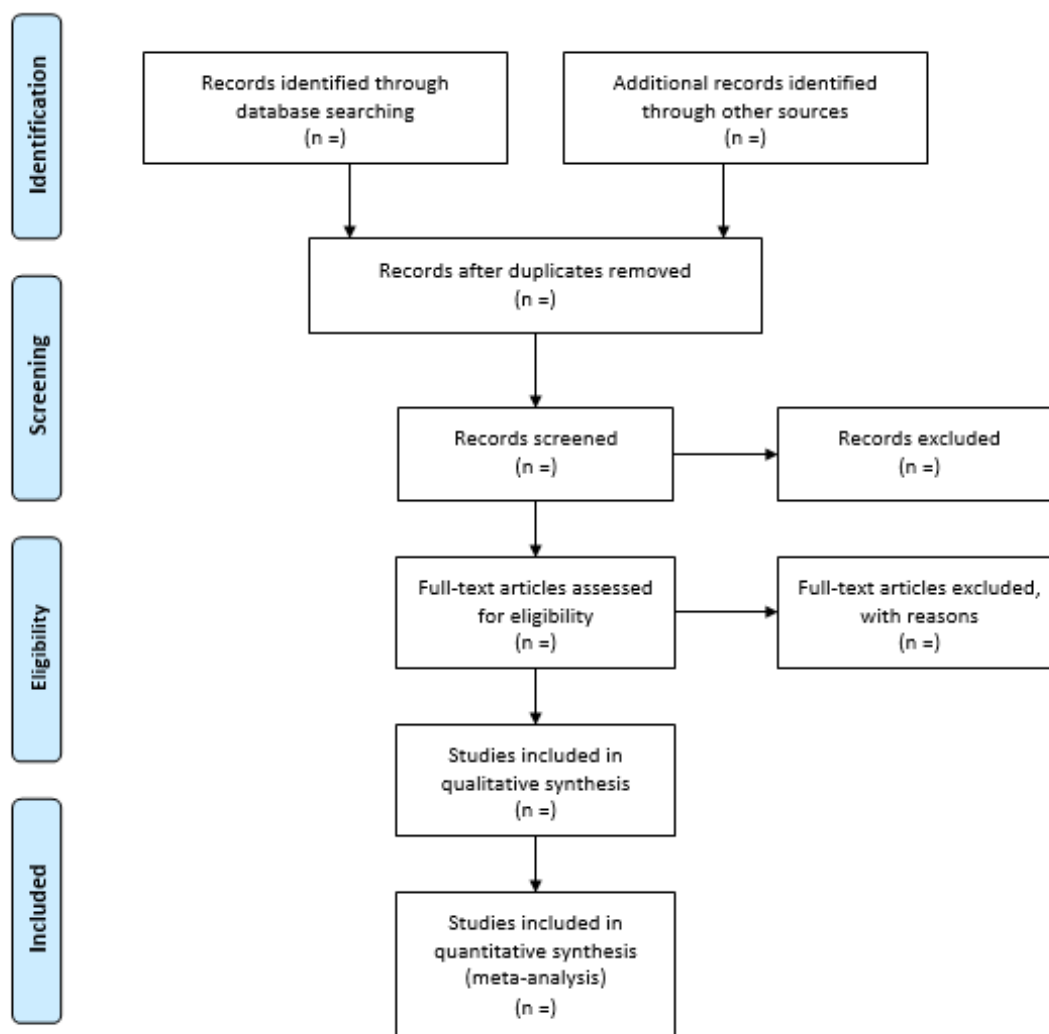 Identification
Records identified through
database searching
(n =)
Additional records identified
through other sources
(n =)
Records after duplicates removed
(n =)
Screening
Records screened
(n =)
Records excluded
(n =)
Eligibility
Full-text articles assessed
for eligibility
(n =)
Full-text articles excluded,
with reasons
(n =)
Studies included in
qualitative synthesis
(n =)
Included
Studies included in
quantitative synthesis
(meta-analysis)
(n =)